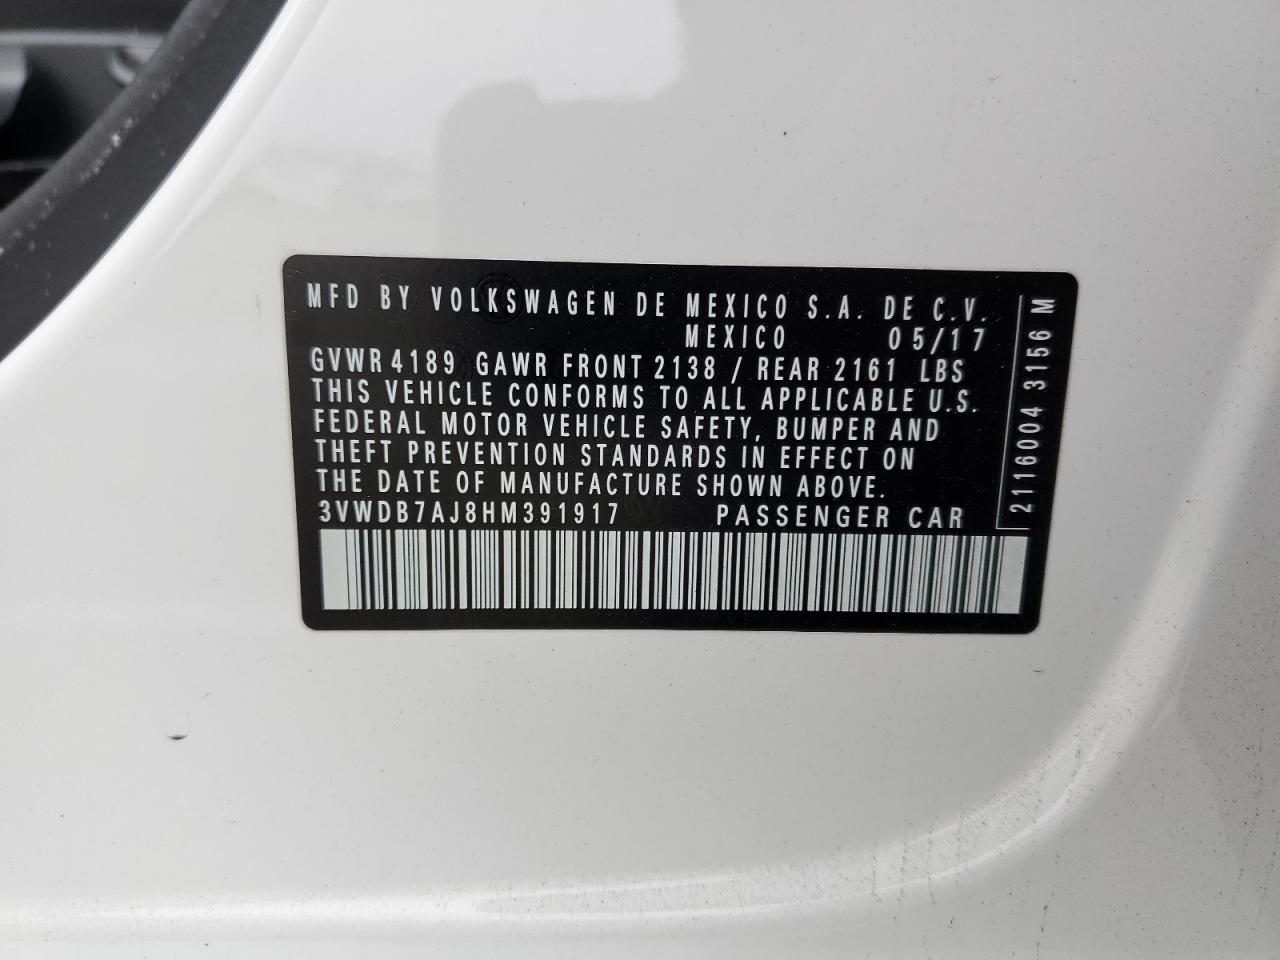 MFD BY VOLKSWAGEN DE MEXICO S.A. DE C.V.
MEXICO 05/17
GVWR 4189 GAWR FRONT 2138 / REAR 2161 LBS
THIS VEHICLE CONFORMS TO ALL APPLICABLE U.S.
FEDERAL MOTOR VEHICLE SAFETY, BUMPER AND
THEFT PREVENTION STANDARDS IN EFFECT ON
THE DATE OF MANUFACTURE SHOWN ABOVE.
3VWDB7AJ8HM391917 PASSENGER CAR
2116004 3156 M